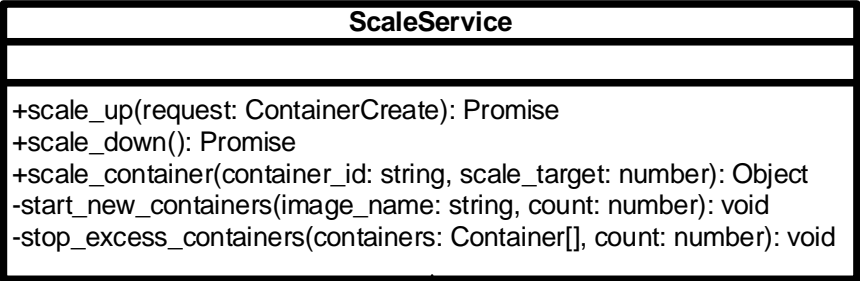 ScaleService
+scale_up(request: ContainerCreate): Promise
+scale_down(): Promise
+scale_container(container_id: string, scale_target: number): Object
-start_new_containers(image_name: string, count: number): void
-stop_excess_containers(containers: Container[], count: number): void